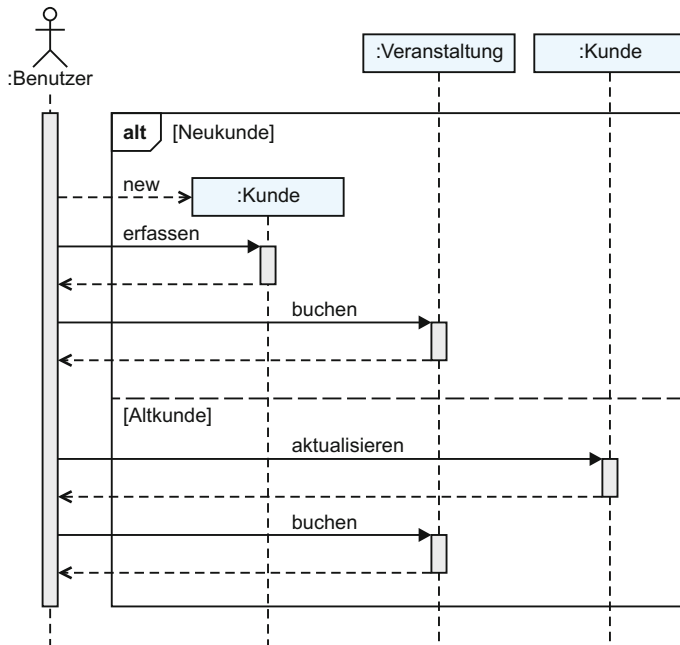 :Benutzer
:Veranstaltung
:Kunde
alt [Neukunde]
new
:Kunde
erfassen
buchen
[Altkunde]
aktualisieren
buchen